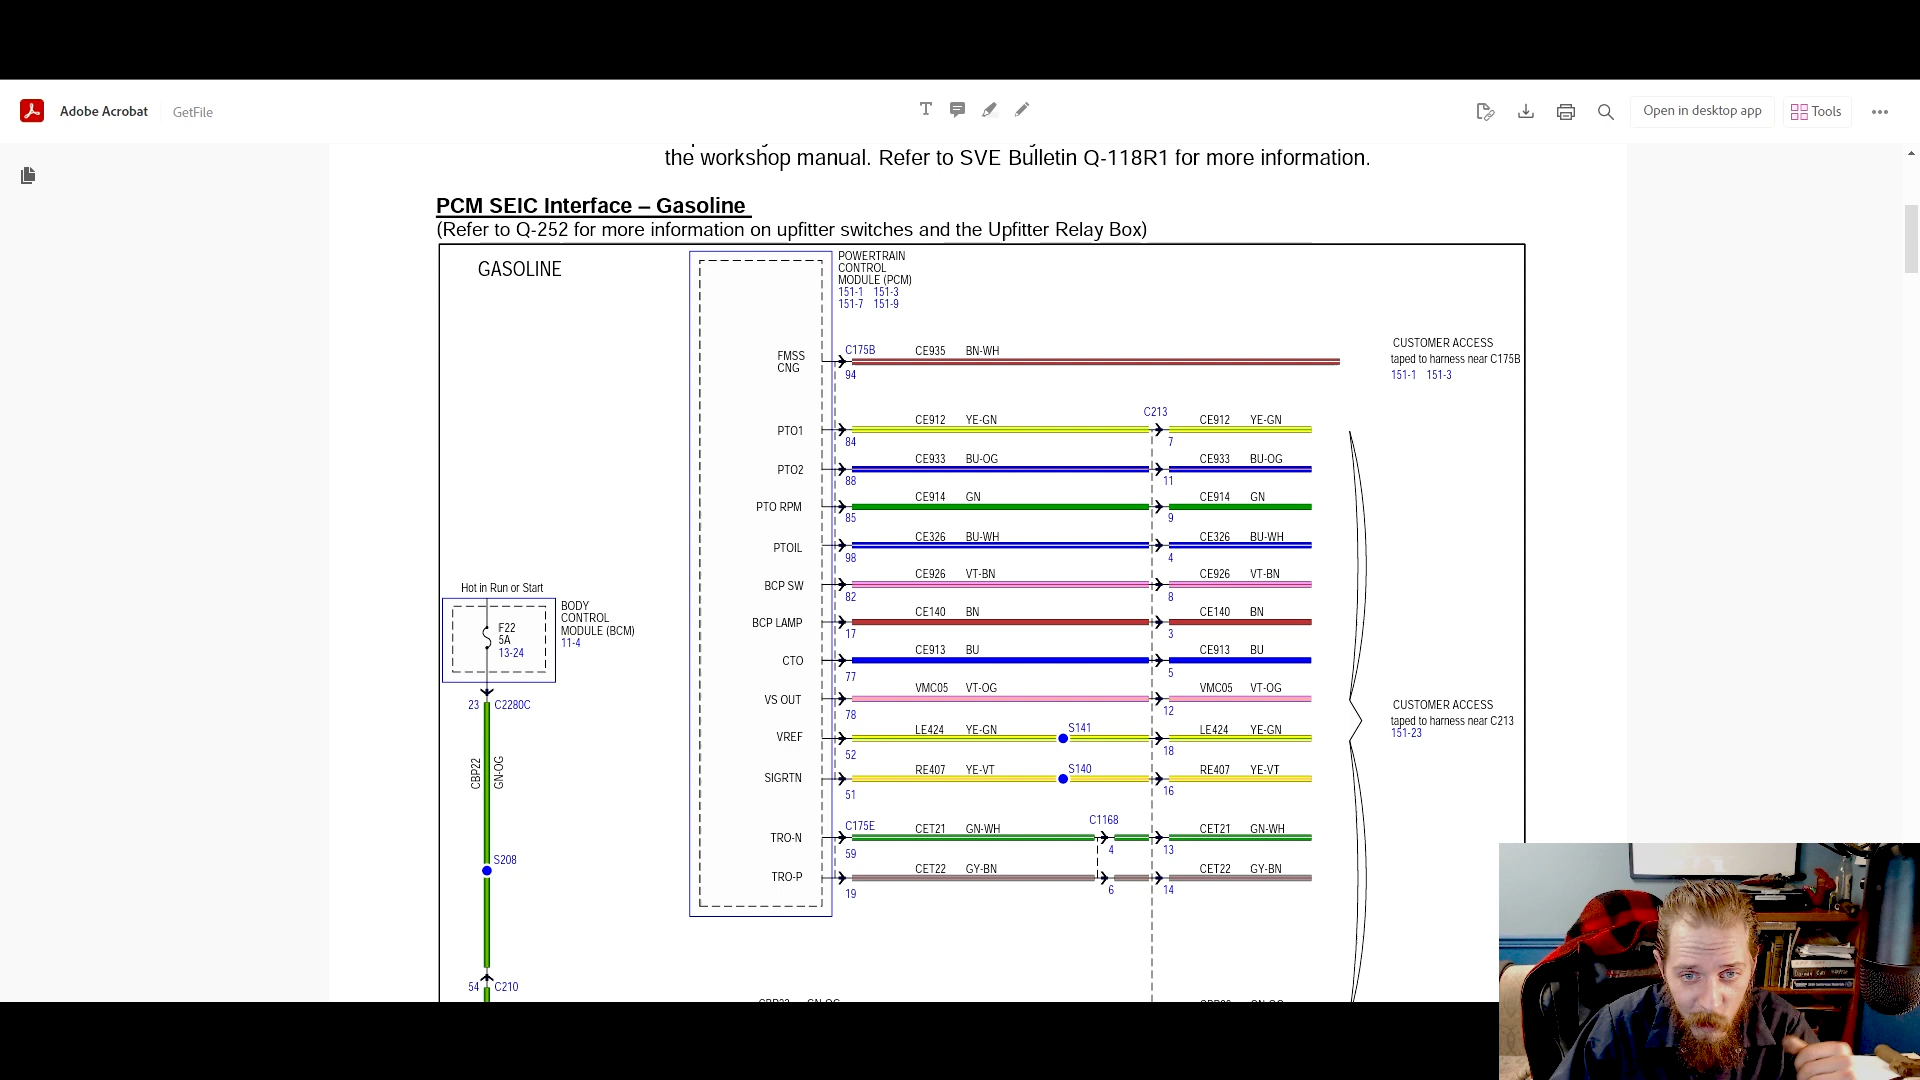 Adobe Acrobat GetFile Open in desktop app Tools
the workshop manual. Refer to SVE Bulletin Q-118R1 for more information.
PCM SEIC Interface – Gasoline
(Refer to Q-252 for more information on upfitter switches and the Upfitter Relay Box)
GASOLINE
POWERTRAIN
CONTROL
MODULE (PCM)
151-1 151-3
151-7 151-9
CUSTOMER ACCESS
taped to harness near C175B
151-1 151-3
FMSS
CNG
C175B CE935 BN-WH
94
C213
PTO1 CE912 YE-GN CE912 YE-GN
84 7
PTO2 CE933 BU-OG CE933 BU-OG
88 11
PTO RPM CE914 GN CE914 GN
85 9
PTOIL CE326 BU-WH CE326 BU-WH
98 4
BCP SW CE926 VT-BN CE926 VT-BN
82 8
BCP LAMP CE140 BN CE140 BN
17 3
CTO CE913 BU CE913 BU
77 5
VS OUT VMC05 VT-OG VMC05 VT-OG
78 12
VREF LE424 YE-GN S141 LE424 YE-GN
52 18
SIGRTN RE407 YE-VT S140 RE407 YE-VT
51 16
C175E C1168
TRO-N CET21 GN-WH CET21 GN-WH
59 4 13
TRO-P CET22 GY-BN CET22 GY-BN
19 6 14
CUSTOMER ACCESS
taped to harness near C213
151-23
Hot in Run or Start
F22
5A
13-24
BODY
CONTROL
MODULE (BCM)
11-4
23 C2280C
CBP22
GN-OG
S208
54 C210